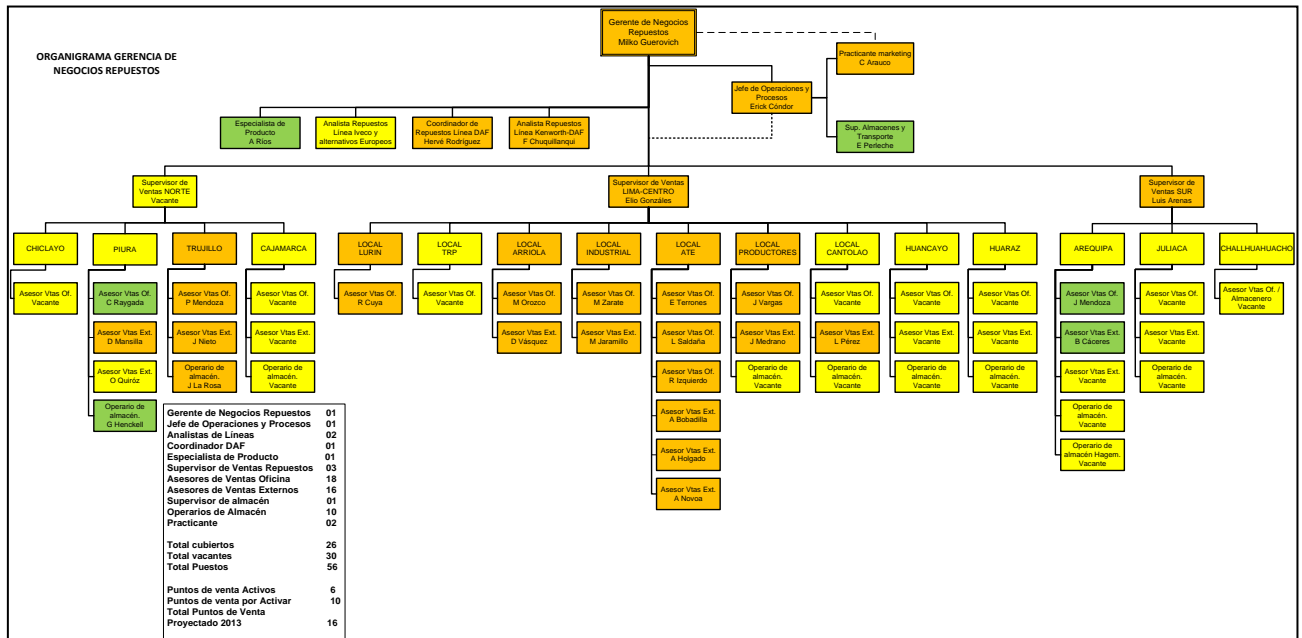 ORGANIGRAMA GERENCIA DE
NEGOCIOS REPUESTOS
Gerente de Negocios
Repuestos
Milko Guerovich
Practicante marketing
C Arauco
Jefe de Operaciones y
Procesos
Erick Cóndor
Sup. Almacenes y
Transporte
E Perleche
Especialista de
Producto
A Ríos
Analista Repuestos
Línea Iveco y
alternativos Europeos
Coordinador de
Repuestos Línea DAF
Hervé Rodríguez
Analista Repuestos
Línea Kenworth-DAF
F Chuquillanqui
Supervisor de
Ventas NORTE
Vacante
Supervisor de Ventas
LIMA-CENTRO
Elio Gonzáles
Supervisor de
Ventas SUR
Luis Arenas
CHICLAYO
Asesor Vtas Of.
Vacante
PIURA
Asesor Vtas Of.
C Raygada
Asesor Vtas Ext.
D Mansilla
Asesor Vtas Ext.
O Quiróz
Operario de
almacén.
G Henckell
TRUJILLO
Asesor Vtas Of.
P Mendoza
Asesor Vtas Ext.
J Nieto
Operario de
almacén.
J La Rosa
CAJAMARCA
Asesor Vtas Of.
Vacante
Asesor Vtas Ext.
Vacante
Operario de
almacén.
Vacante
LOCAL
LURIN
Asesor Vtas Of.
R Cuya
LOCAL
TRP
Asesor Vtas Of.
Vacante
LOCAL
ARRIOLA
Asesor Vtas Of.
M Orozco
Asesor Vtas Ext.
D Vásquez
LOCAL
INDUSTRIAL
Asesor Vtas Of.
M Zarate
Asesor Vtas Ext.
M Jaramillo
LOCAL
ATE
Asesor Vtas Of.
E Terrones
Asesor Vtas Of.
L Saldaña
Asesor Vtas Of.
R Izquierdo
Asesor Vtas Ext.
A Bobadilla
Asesor Vtas Ext.
A Holgado
Asesor Vtas Ext.
A Novoa
LOCAL
PRODUCTORES
Asesor Vtas Of.
J Vargas
Asesor Vtas Ext.
J Medrano
Operario de
almacén.
Vacante
LOCAL
CANTOLAO
Asesor Vtas Of.
Vacante
Asesor Vtas Ext.
L Pérez
Operario de
almacén.
Vacante
HUANCAYO
Asesor Vtas Of.
Vacante
Asesor Vtas Ext.
Vacante
Operario de
almacén.
Vacante
HUARAZ
Asesor Vtas Of.
Vacante
Asesor Vtas Ext.
Vacante
Operario de
almacén.
Vacante
AREQUIPA
Asesor Vtas Of.
J Mendoza
Asesor Vtas Ext.
B Cáceres
Asesor Vtas Ext.
Vacante
Operario de
almacén.
Vacante
Operario de
almacén Hagem.
Vacante
JULIACA
Asesor Vtas Of.
Vacante
Asesor Vtas Ext.
Vacante
Operario de
almacén.
Vacante
CHALLHUAHUACHO
Asesor Vtas Of. /
Almacenero
Vacante
Gerente de Negocios Repuestos 01
Jefe de Operaciones y Procesos 01
Analistas de Líneas 02
Coordinador DAF 01
Especialista de Producto 01
Supervisor de Ventas Repuestos 03
Asesores de Ventas Oficina 18
Asesores de Ventas Externos 16
Supervisor de almacén 01
Operarios de Almacén 10
Practicante 02
Total cubiertos 26
Total vacantes 30
Total Puestos 56
Puntos de venta Activos 6
Puntos de venta por Activar 10
Total Puntos de Venta
Proyectado 2013 16